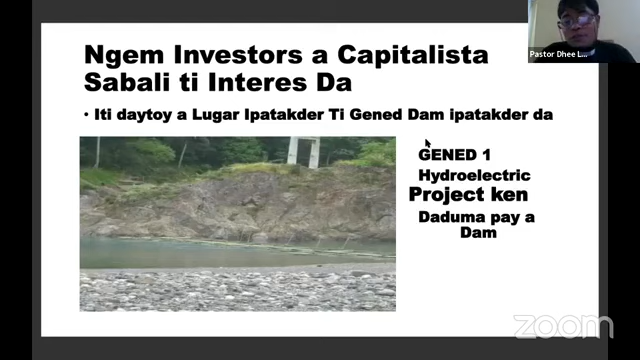 Ngem Investors a Capitalista
Sabali ti Interes Da
• Iti daytoy a Lugar Ipatakder Ti Gened Dam ipatakder da
GENED 1
Hydroelectric
Project ken
Daduma pay a
Dam
Pastor Dhee L...
zoom